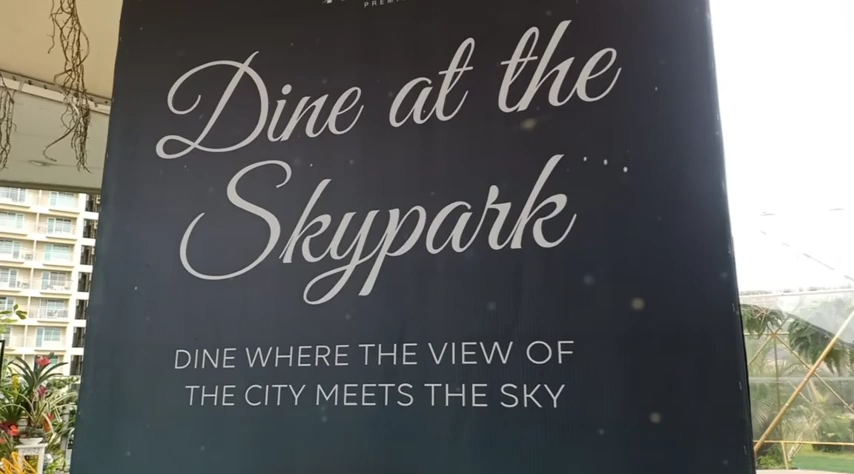 Dine at the
Skypark
DINE WHERE THE VIEW OF
THE CITY MEETS THE SKY